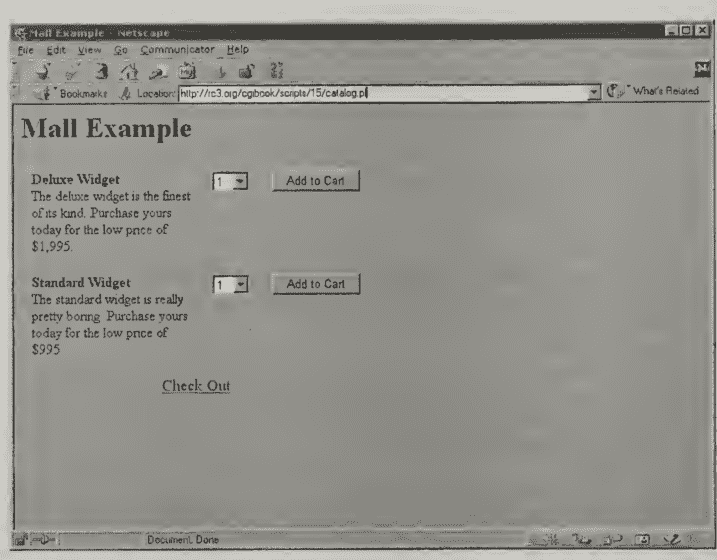 Mall Example - Netscape
File Edit View Go Communicator Help
Bookmarks Location: http://rc3.org/cgibook/scripts/15/catalog.pl What's Related
Mall Example
Deluxe Widget 1 Add to Cart
The deluxe widget is the finest
of its kind. Purchase yours
today for the low price of
$1,995.
Standard Widget 1 Add to Cart
The standard widget is really
pretty boring. Purchase yours
today for the low price of
$995
Check Out
Document: Done